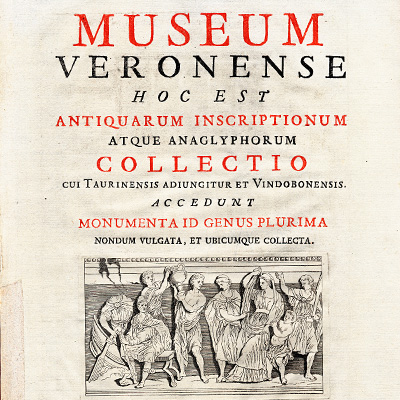 MUSEUM
VERONENSE
HOC EST
ANTIQUARUM INSCRIPTIONUM
ATQUE ANAGLYPHORUM
COLLECTIO
CUI TAURINENSIS ADIUNGITUR ET VINDOBONENSIS.
ACCEDUNT
MONUMENTA ID GENUS PLURIMA
NONDUM VULGATA, ET UBICUMQUE COLLECTA.